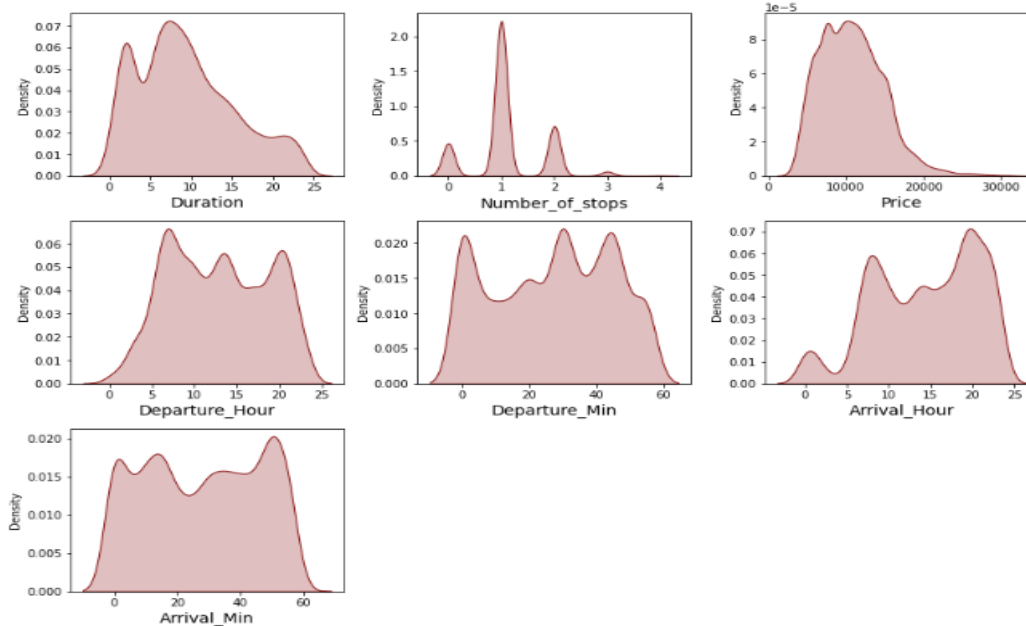 1e−5
0.07
0.06
0.05
0.04
0.03
0.02
0.01
0.00
Density
0 5 10 15 20 25
Duration
2.0
1.5
1.0
0.5
0.0
Density
0 1 2 3 4
Number_of_stops
8
6
4
2
0
Density
0 10000 20000 30000
Price
0.06
0.05
0.04
0.03
0.02
0.01
0.00
Density
0 5 10 15 20 25
Departure_Hour
0.020
0.015
0.010
0.005
0.000
Density
0 20 40 60
Departure_Min
0.07
0.06
0.05
0.04
0.03
0.02
0.01
0.00
Density
0 5 10 15 20 25
Arrival_Hour
0.020
0.015
0.010
0.005
0.000
Density
0 20 40 60
Arrival_Min